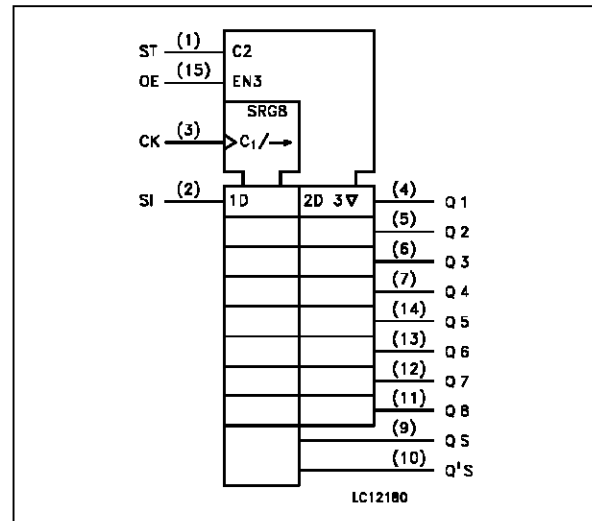 ST (1) C2
OE (15) EN3
SRG8
CK (3) C1/→
SI (2) 1D 2D 3▽ (4) Q1
(5) Q2
(6) Q3
(7) Q4
(14) Q5
(13) Q6
(12) Q7
(11) Q8
(9) QS
(10) Q'S
LC12180